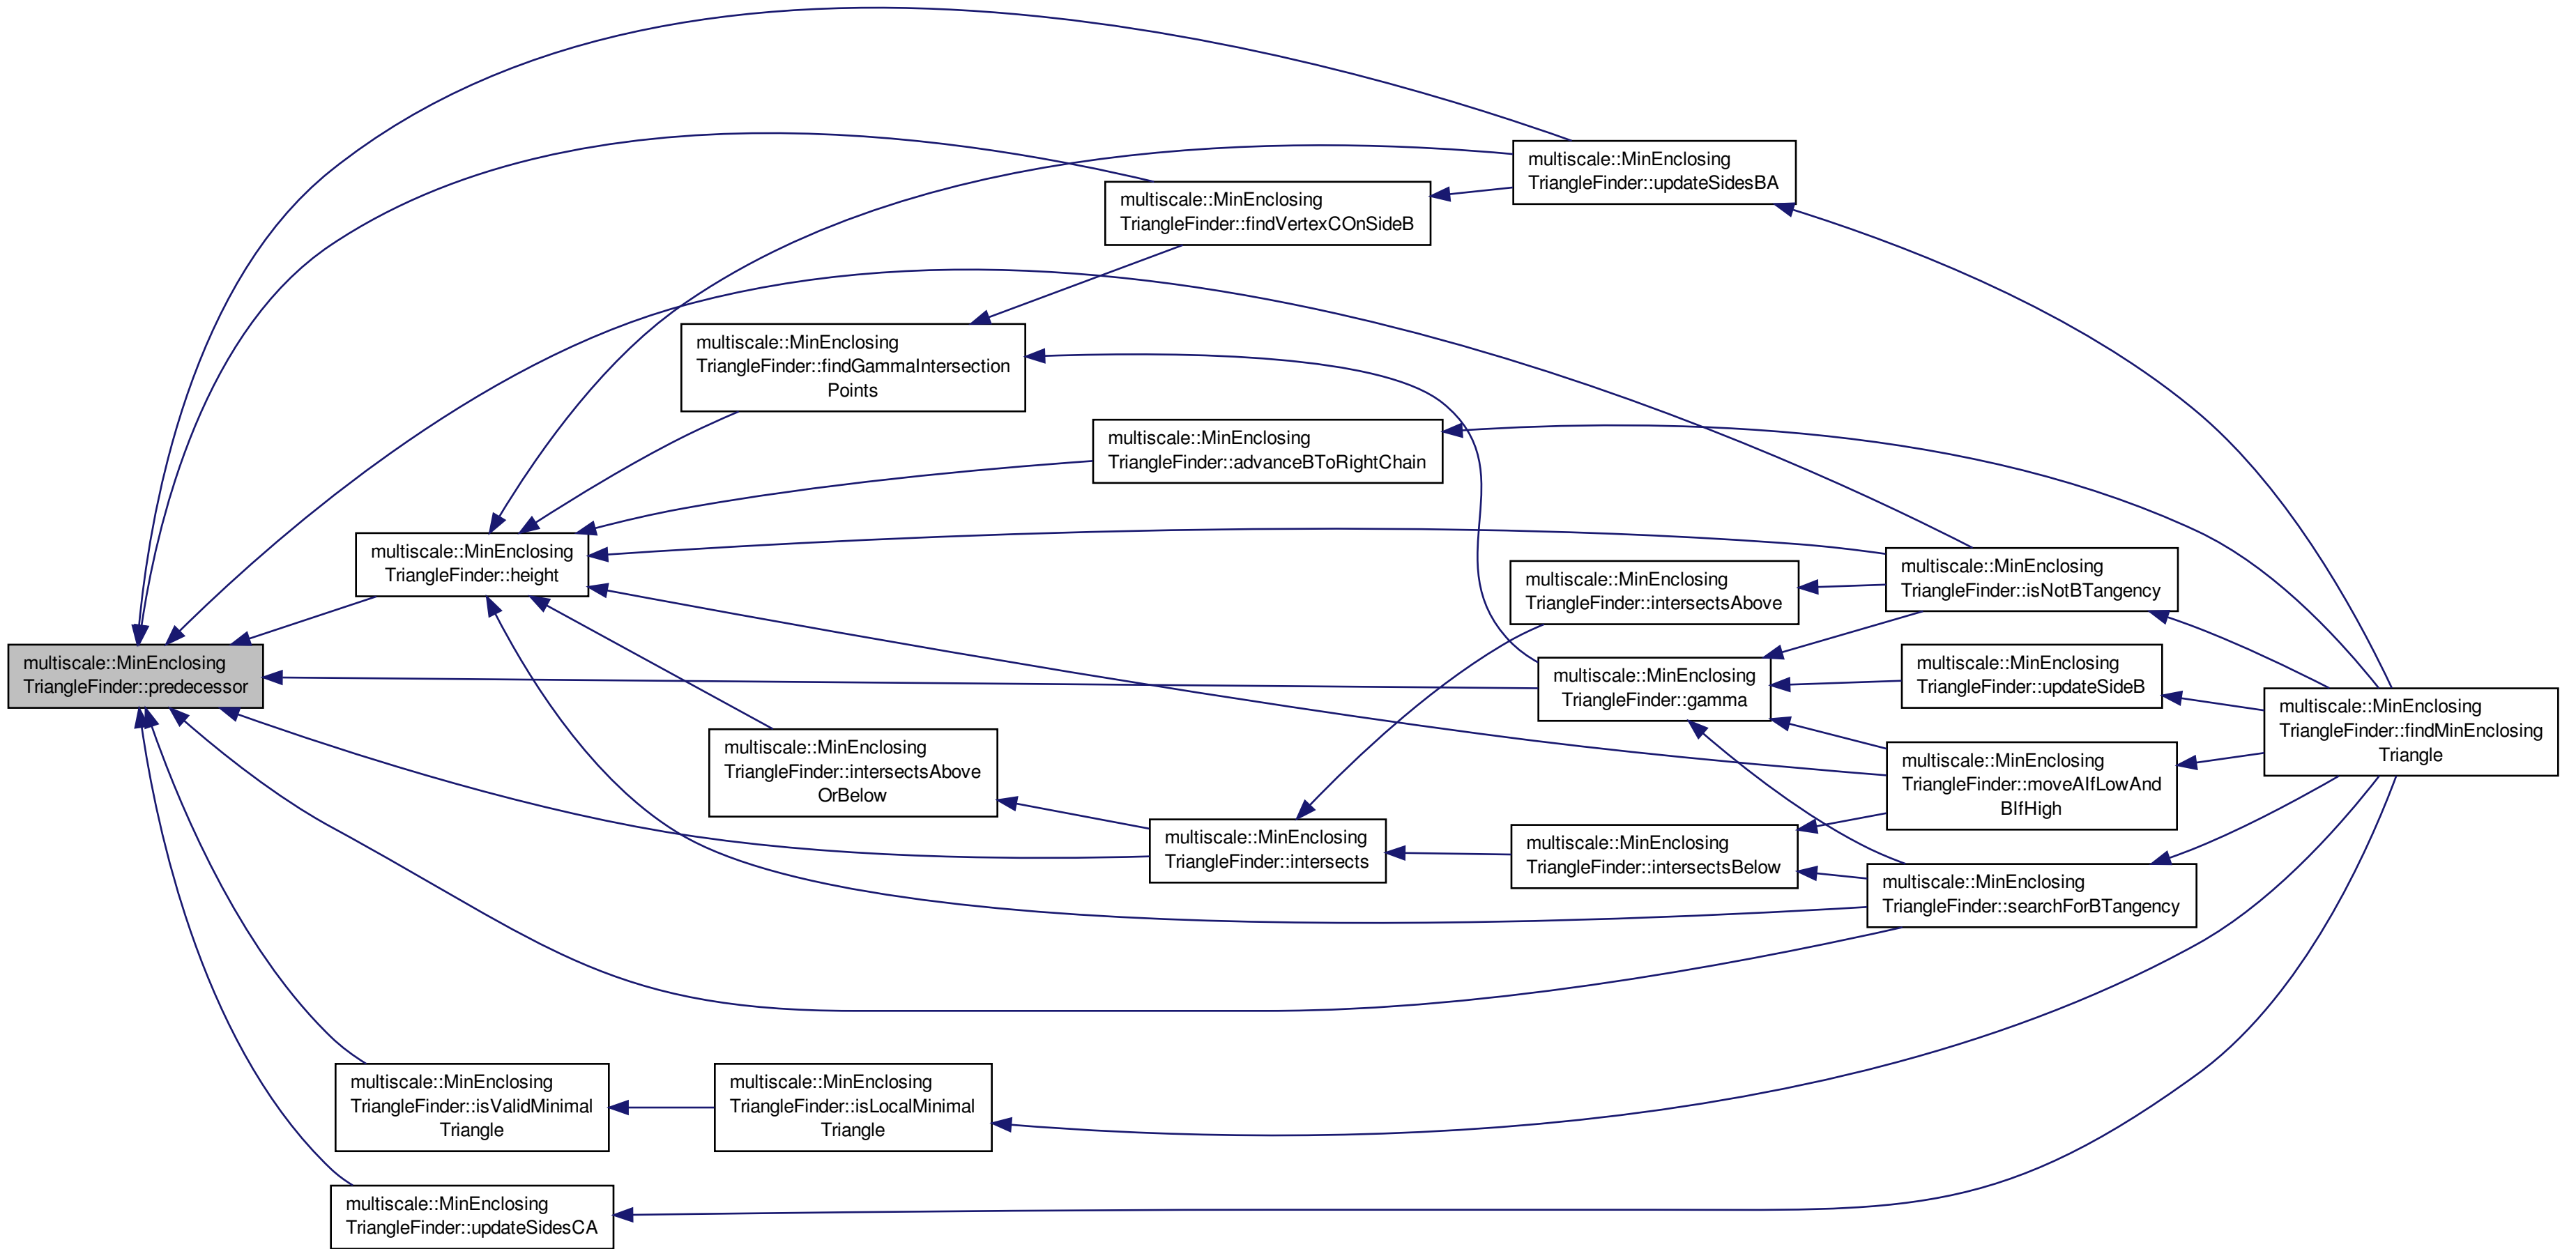 multiscale::MinEnclosing
TriangleFinder::predecessor
multiscale::MinEnclosing
TriangleFinder::height
multiscale::MinEnclosing
TriangleFinder::isValidMinimal
Triangle
multiscale::MinEnclosing
TriangleFinder::updateSidesCA
multiscale::MinEnclosing
TriangleFinder::findGammaIntersection
Points
multiscale::MinEnclosing
TriangleFinder::intersectsAbove
OrBelow
multiscale::MinEnclosing
TriangleFinder::isLocalMinimal
Triangle
multiscale::MinEnclosing
TriangleFinder::findVertexCOnSideB
multiscale::MinEnclosing
TriangleFinder::advanceBToRightChain
multiscale::MinEnclosing
TriangleFinder::intersects
multiscale::MinEnclosing
TriangleFinder::updateSidesBA
multiscale::MinEnclosing
TriangleFinder::intersectsAbove
multiscale::MinEnclosing
TriangleFinder::gamma
multiscale::MinEnclosing
TriangleFinder::intersectsBelow
multiscale::MinEnclosing
TriangleFinder::isNotBTangency
multiscale::MinEnclosing
TriangleFinder::updateSideB
multiscale::MinEnclosing
TriangleFinder::moveAIfLowAnd
BIfHigh
multiscale::MinEnclosing
TriangleFinder::searchForBTangency
multiscale::MinEnclosing
TriangleFinder::findMinEnclosing
Triangle